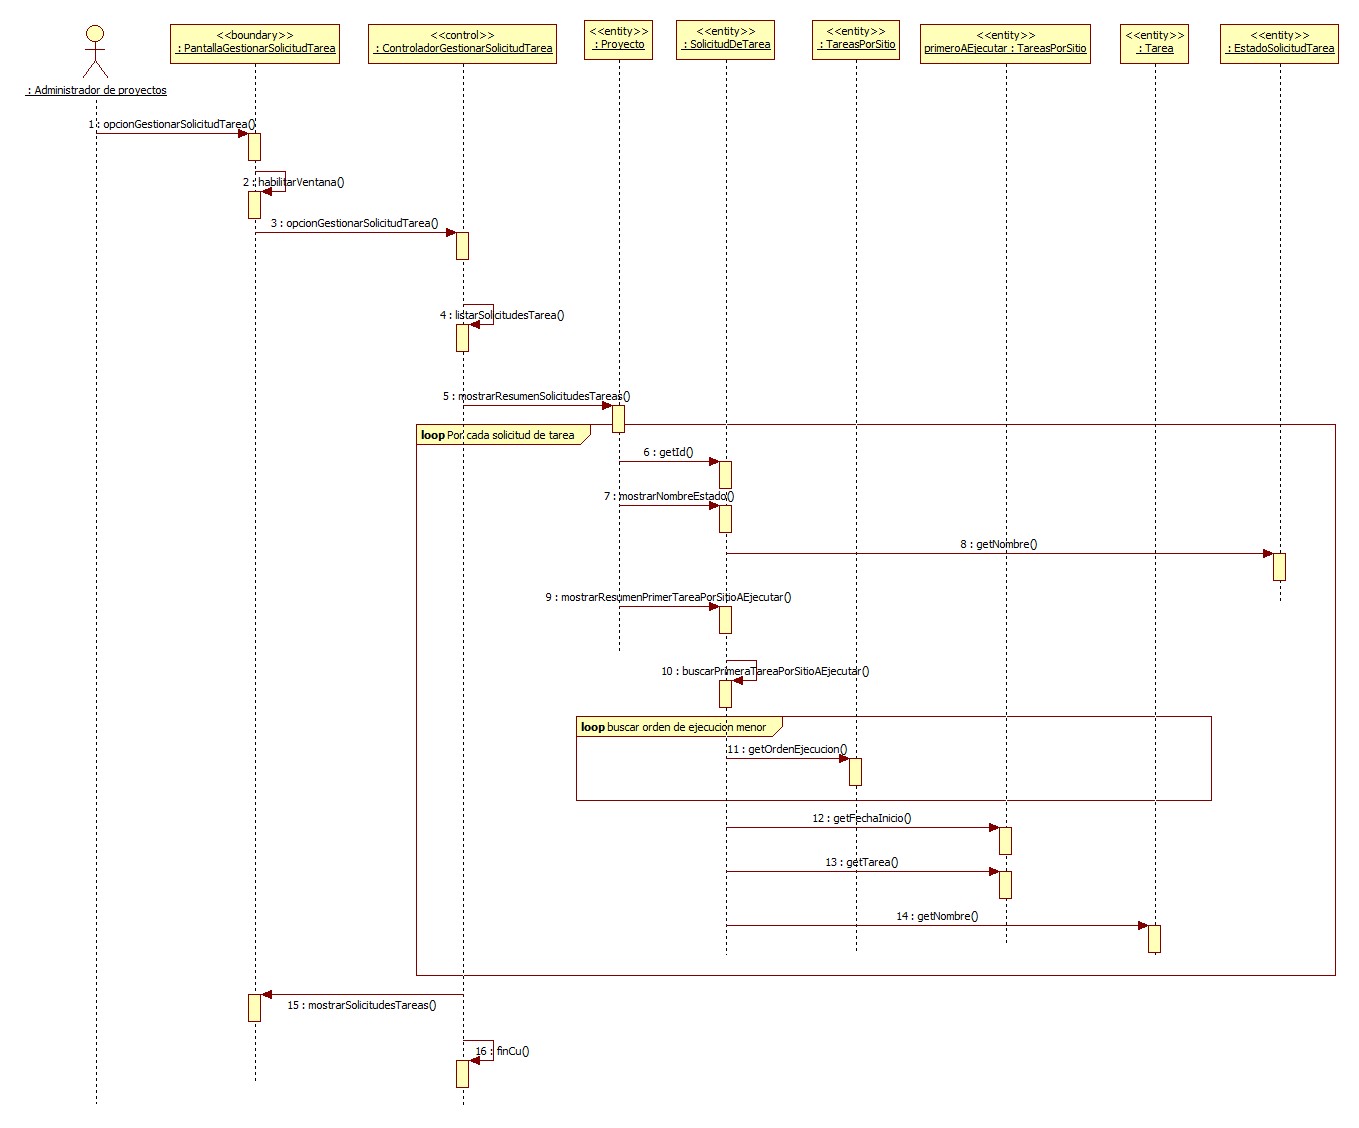 <<boundary>>
: PantallaGestionarSolicitudTarea
<<control>>
: ControladorGestionarSolicitudTarea
<<entity>>
: Proyecto
<<entity>>
: SolicitudDeTarea
<<entity>>
: TareasPorSitio
<<entity>>
primeroAEjecutar : TareasPorSitio
<<entity>>
: Tarea
<<entity>>
: EstadoSolicitudTarea
: Administrador de proyectos
1 : opcionGestionarSolicitudTarea()
2 : habilitarVentana()
3 : opcionGestionarSolicitudTarea()
4 : listarSolicitudesTarea()
5 : mostrarResumenSolicitudesTareas()
loop Por cada solicitud de tarea
6 : getId()
7 : mostrarNombreEstado()
8 : getNombre()
9 : mostrarResumenPrimerTareaPorSitioAEjecutar()
10 : buscarPrimeraTareaPorSitioAEjecutar()
loop buscar orden de ejecucion menor
11 : getOrdenEjecucion()
12 : getFechaInicio()
13 : getTarea()
14 : getNombre()
15 : mostrarSolicitudesTareas()
16 : finCu()